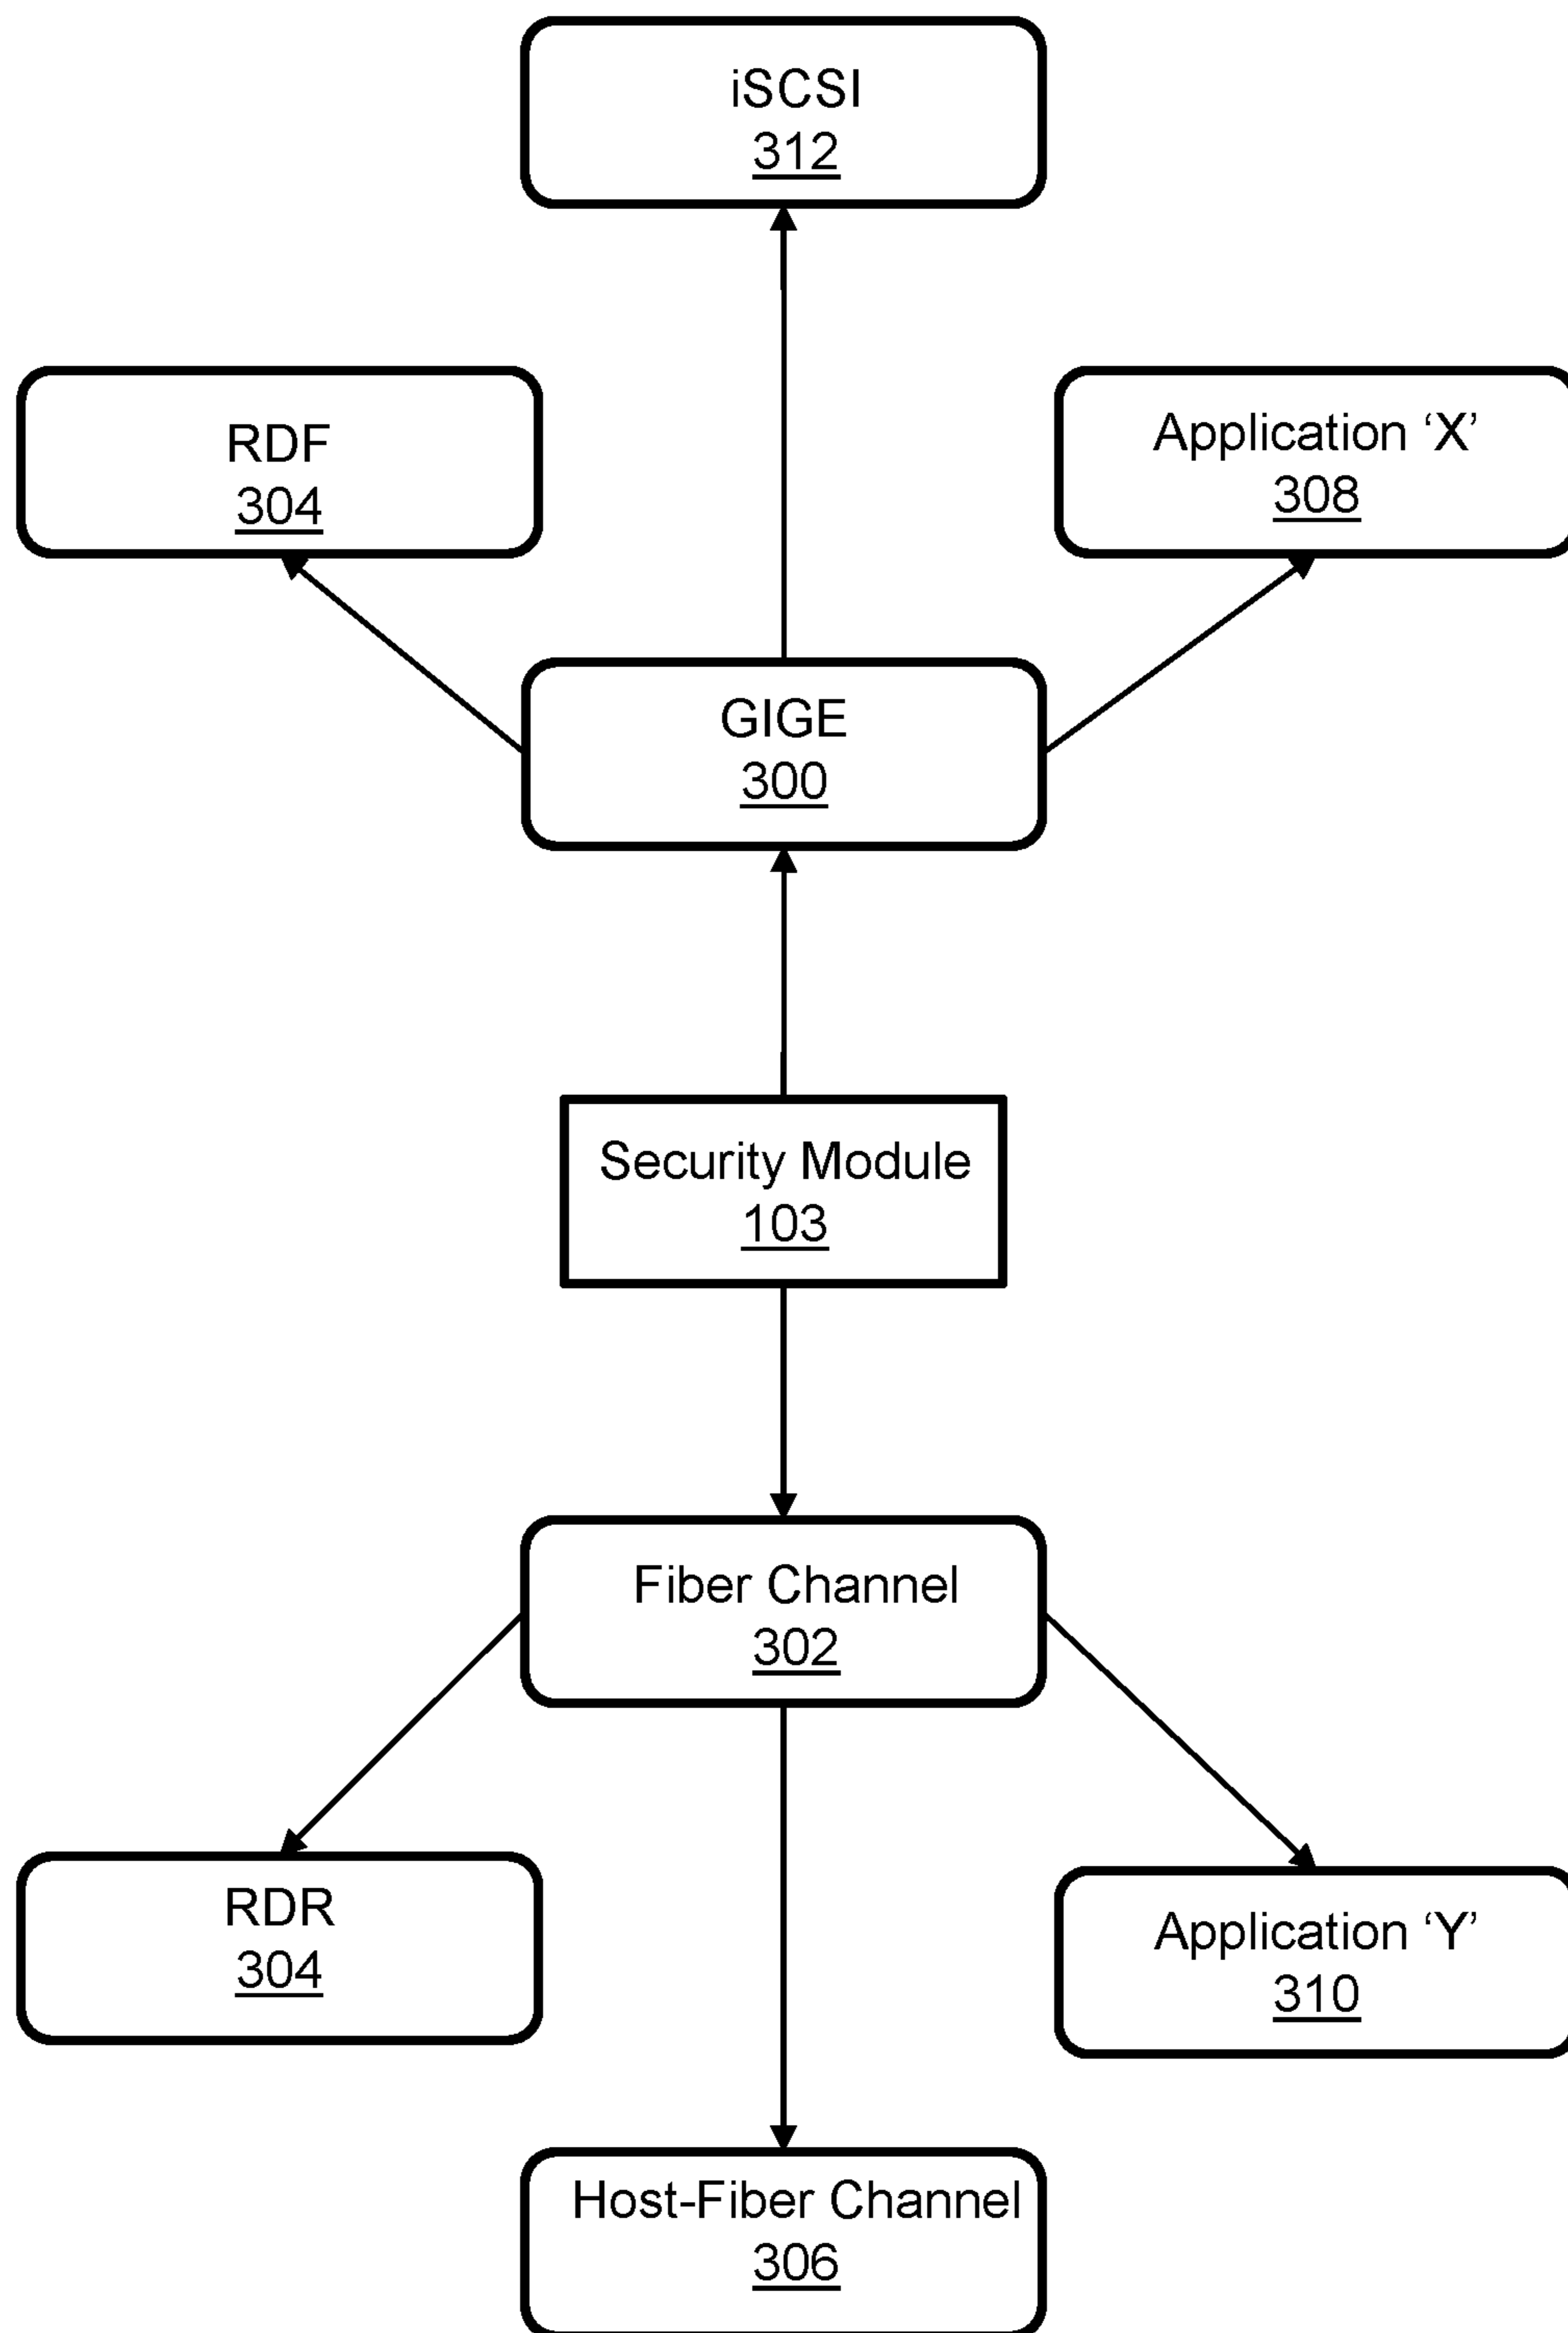 iSCSI
312
RDF
304
Application ‘X’
308
GIGE
300
Security Module
103
Fiber Channel
302
RDR
304
Application ‘Y’
310
Host-Fiber Channel
306